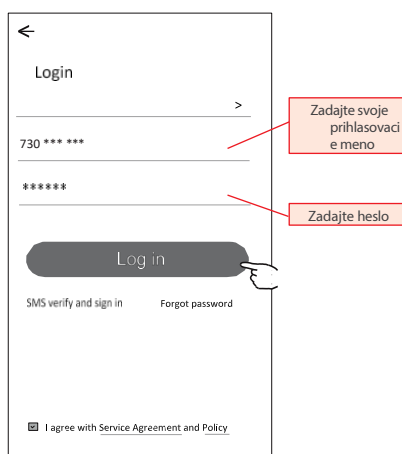 Login
>
730 *** ***
Zadajte svoje
prihlasovaci
e meno
******
Zadajte heslo
Log in
SMS verify and sign in Forgot password
I agree with Service Agreement and Policy